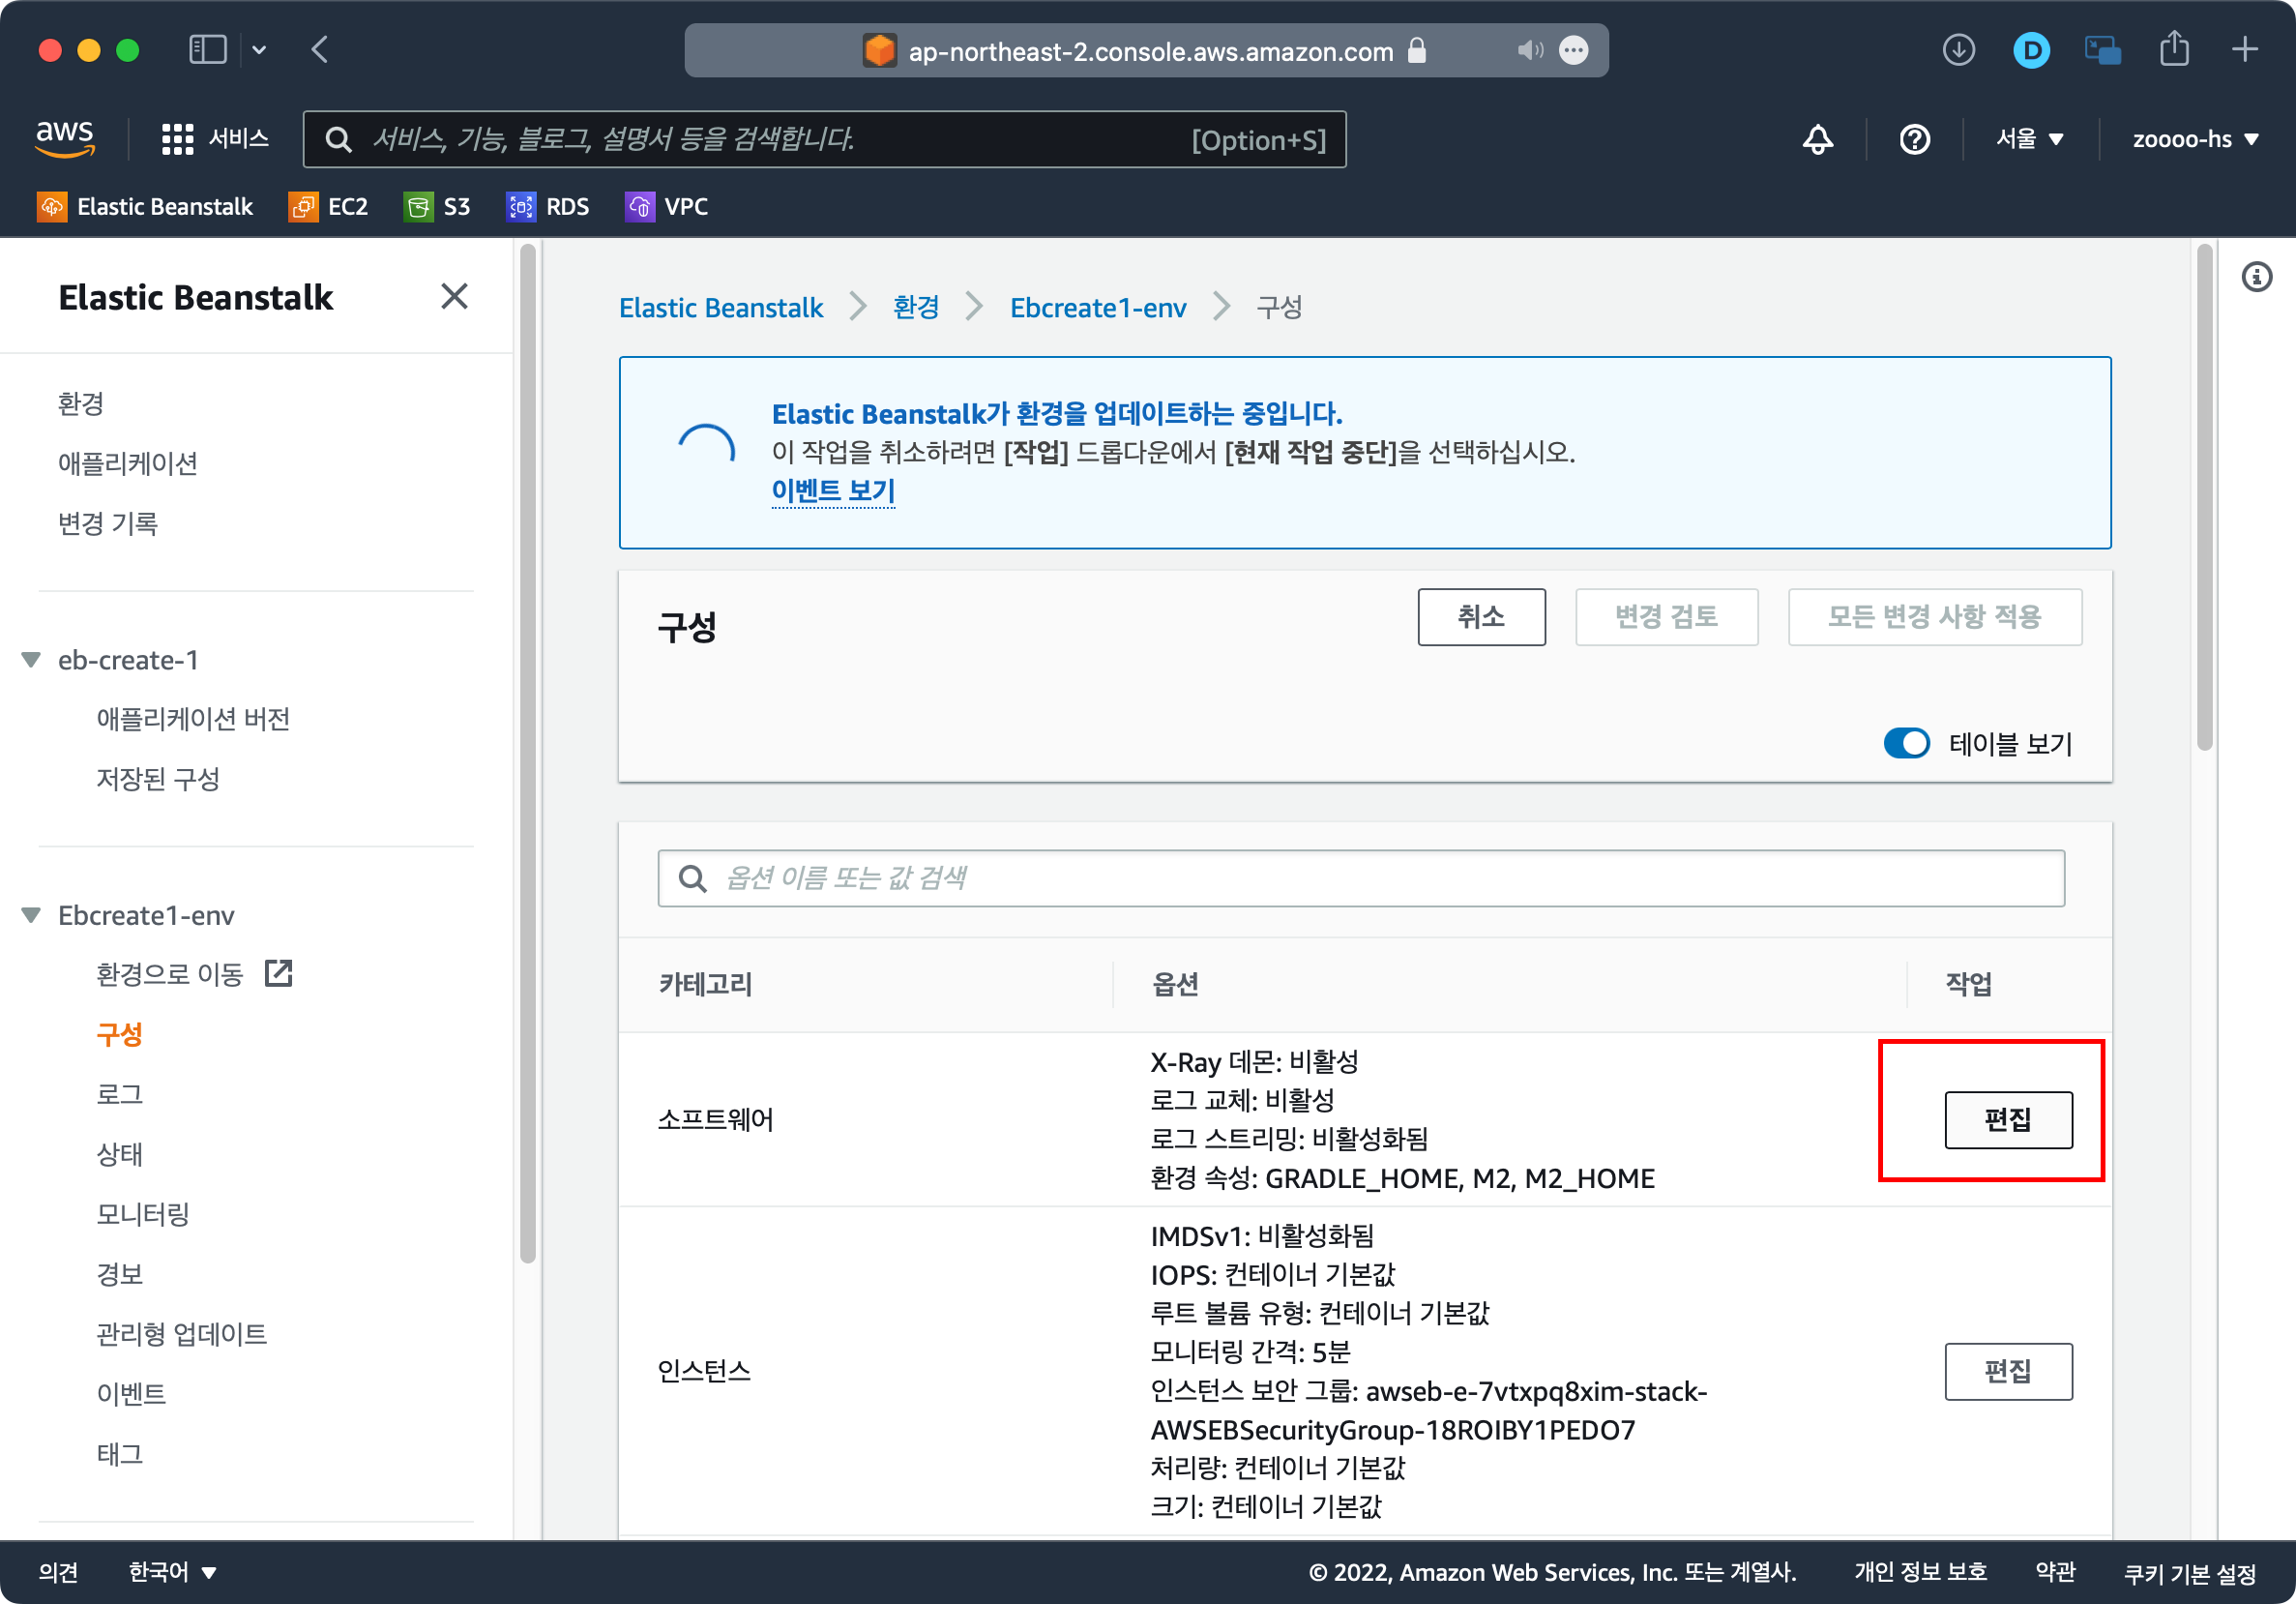 ap-northeast-2.console.aws.amazon.com
D
aws
서비스
서비스, 기능, 블로그, 설명서 등을 검색합니다.
[Option+S]
서울
zoooo-hs
Elastic Beanstalk
EC2
S3
RDS
VPC
Elastic Beanstalk
환경
애플리케이션
변경 기록
eb-create-1
애플리케이션 버전
저장된 구성
Ebcreate1-env
환경으로 이동
구성
로그
상태
모니터링
경보
관리형 업데이트
이벤트
태그
Elastic Beanstalk
환경
Ebcreate1-env
구성
Elastic Beanstalk가 환경을 업데이트하는 중입니다.
이 작업을 취소하려면 [작업] 드롭다운에서 [현재 작업 중단]을 선택하십시오.
이벤트 보기
구성
취소
변경 검토
모든 변경 사항 적용
테이블 보기
옵션 이름 또는 값 검색
카테고리
옵션
작업
소프트웨어
X-Ray 데몬: 비활성
로그 교체: 비활성
로그 스트리밍: 비활성화됨
환경 속성: GRADLE_HOME, M2, M2_HOME
편집
인스턴스
IMDSv1: 비활성화됨
IOPS: 컨테이너 기본값
루트 볼륨 유형: 컨테이너 기본값
모니터링 간격: 5분
인스턴스 보안 그룹: awseb-e-7vtxpq8xim-stack-
AWSEBSecurityGroup-18ROIBY1PEDO7
처리량: 컨테이너 기본값
크기: 컨테이너 기본값
편집
의견
한국어
© 2022, Amazon Web Services, Inc. 또는 계열사.
개인 정보 보호
약관
쿠키 기본 설정